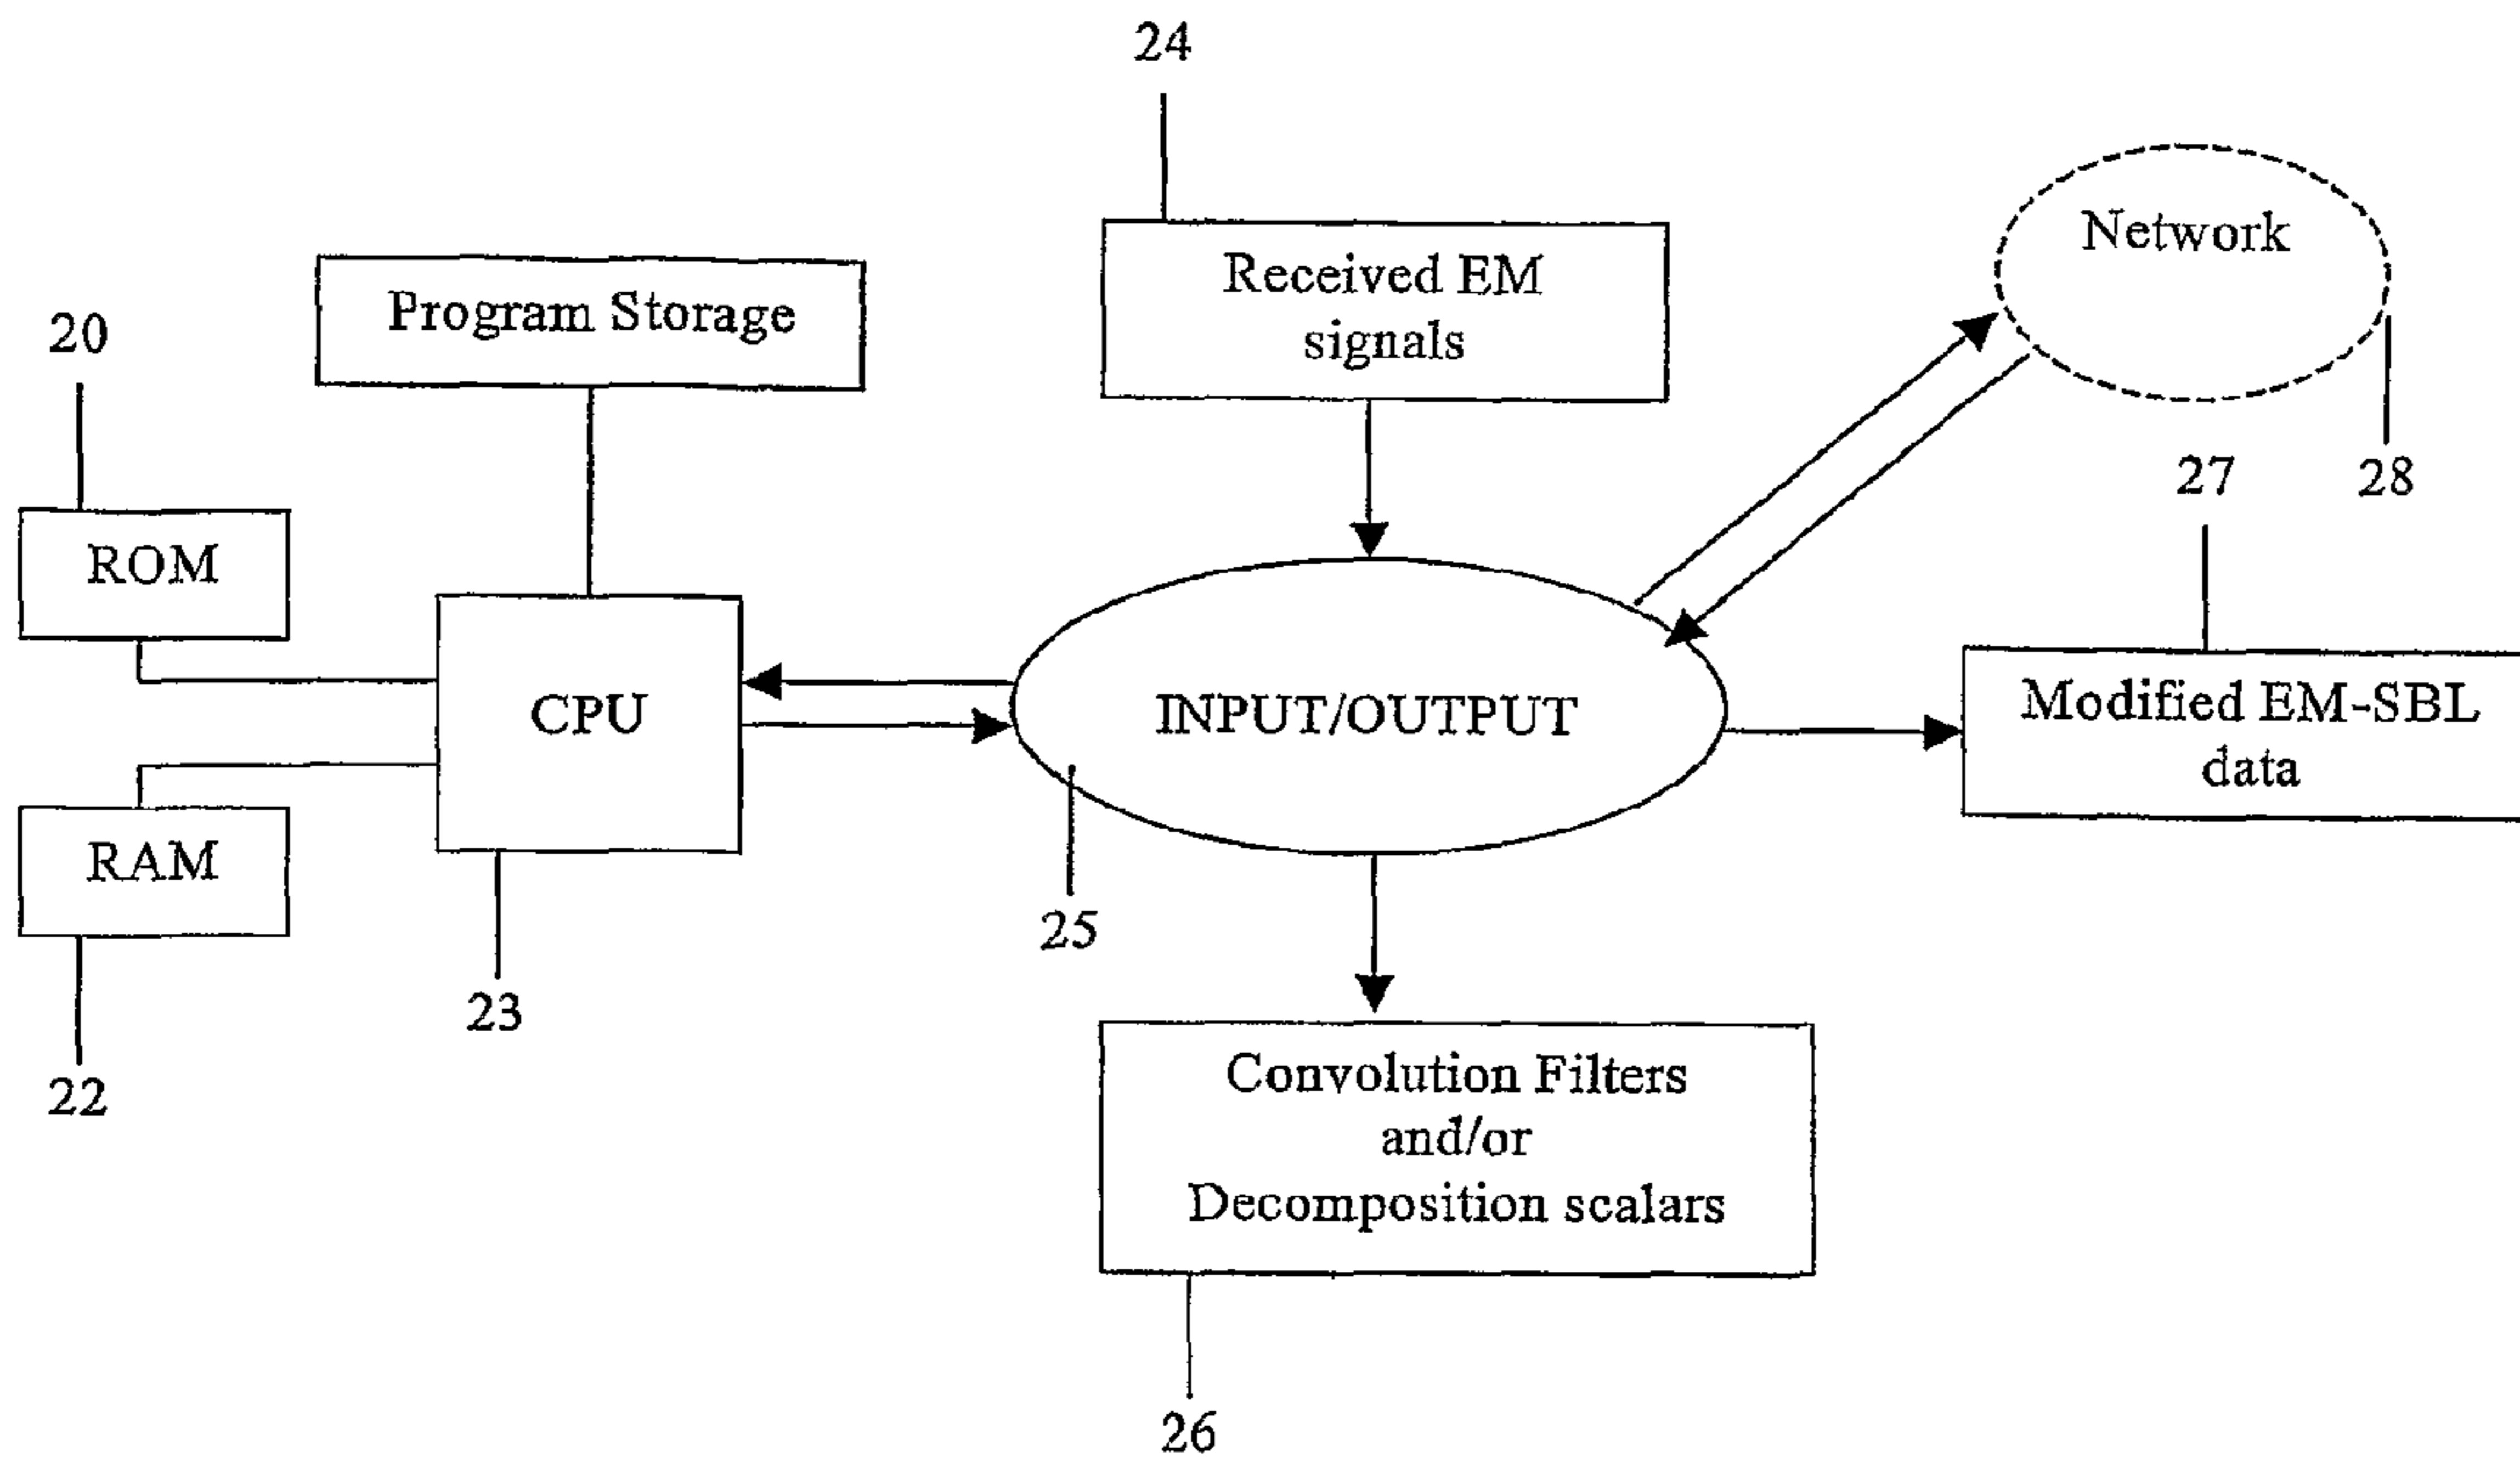 24
Network
Received EM
signals
Program Storage
20
27
28
ROM
CPU
INPUT/OUTPUT
Modified EM-SBL
data
RAM
25
23
22
Convolution Filters
and/or
Decomposition scalars
26